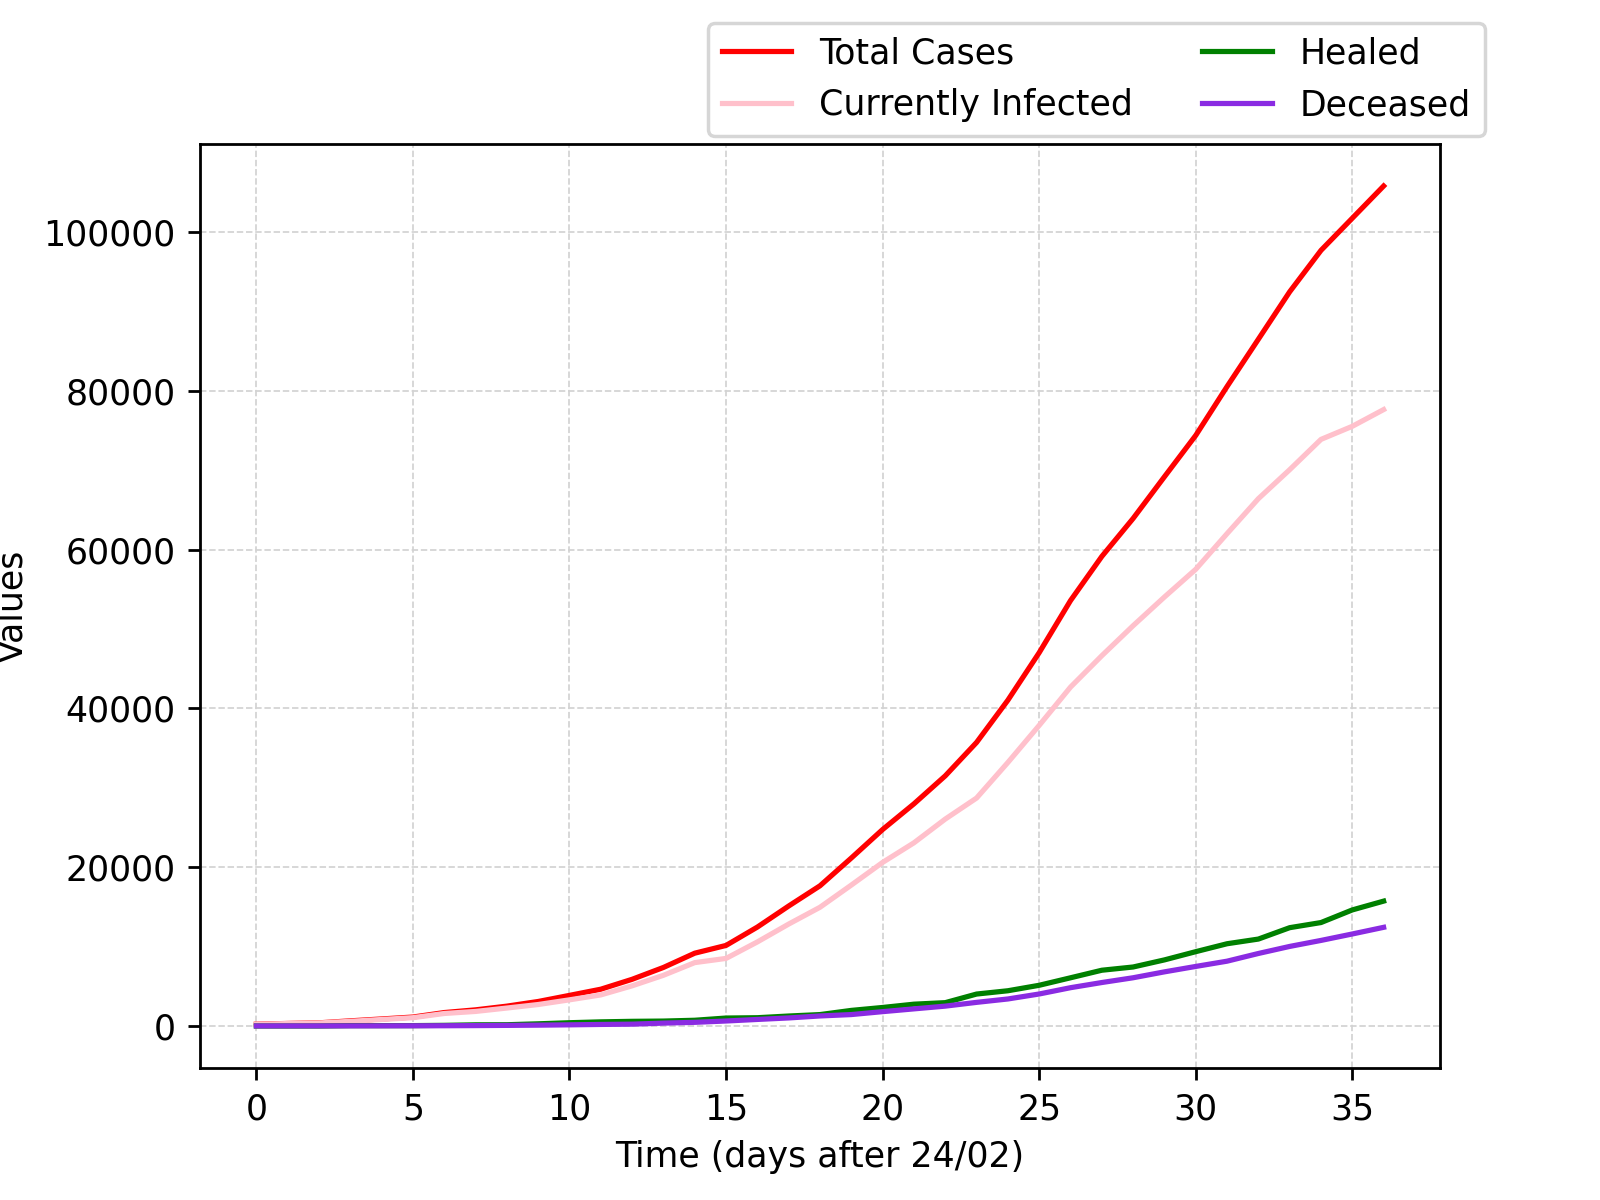 Total Cases
Currently Infected
Healed
Deceased
Values
100000
80000
60000
40000
20000
0
0 5 10 15 20 25 30 35
Time (days after 24/02)